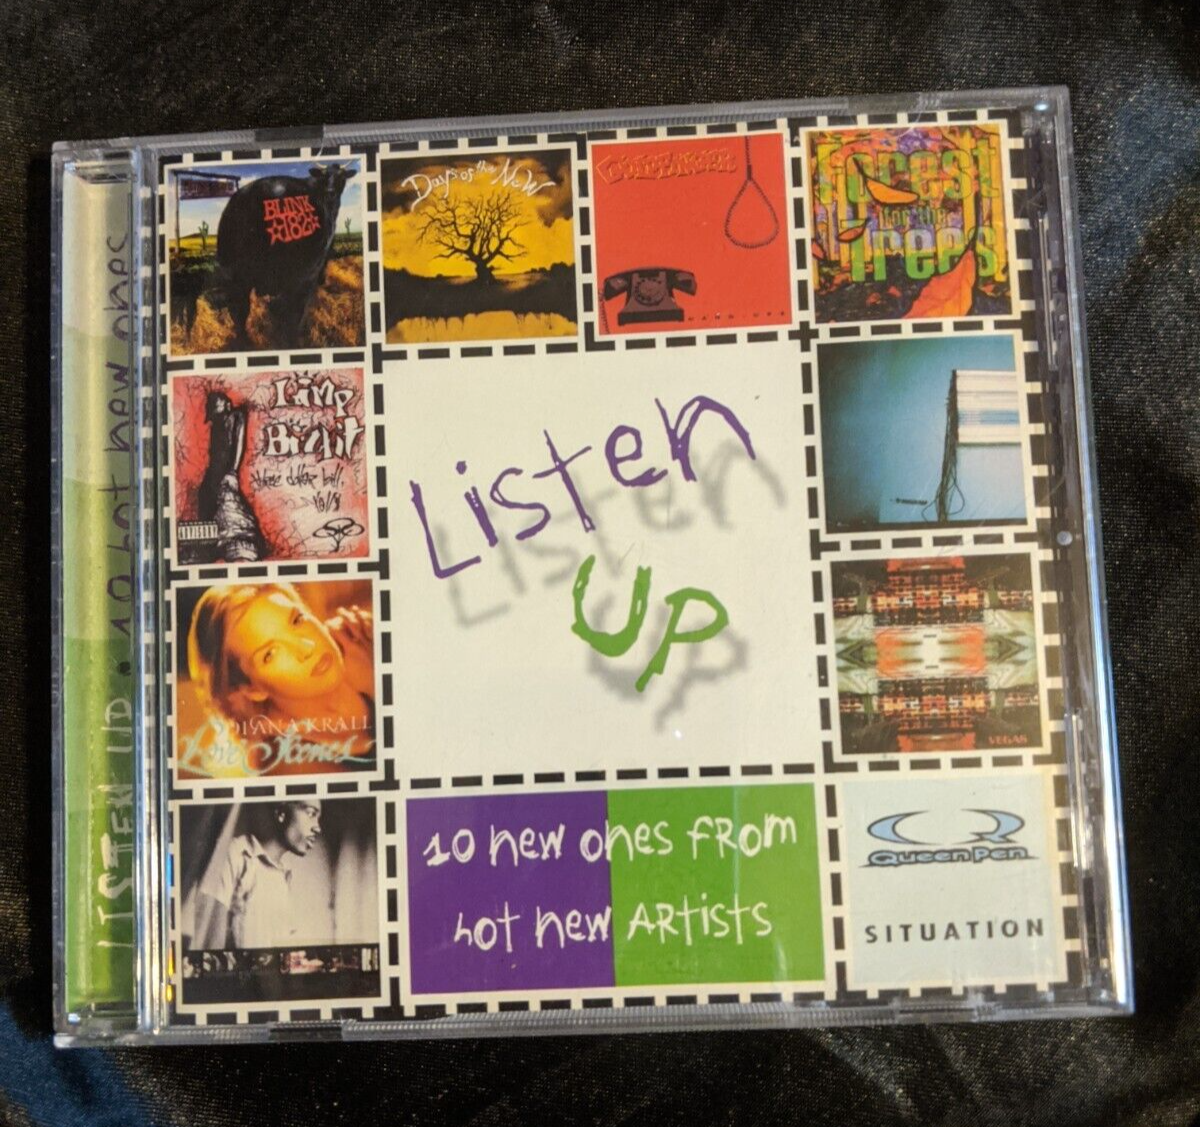 BLINK
182
Days of the New
forest
for the
Trees
Limp
Bizkit
three dollar bill,
Y'all$
ADVISORY
Listen
UP
DIANA KRALL
Love Scenes
VEGAS
10 new ones FROM
hot new ARTISTS
Queen Pen
SITUATION
LISTEN UP . 10 hot new ones